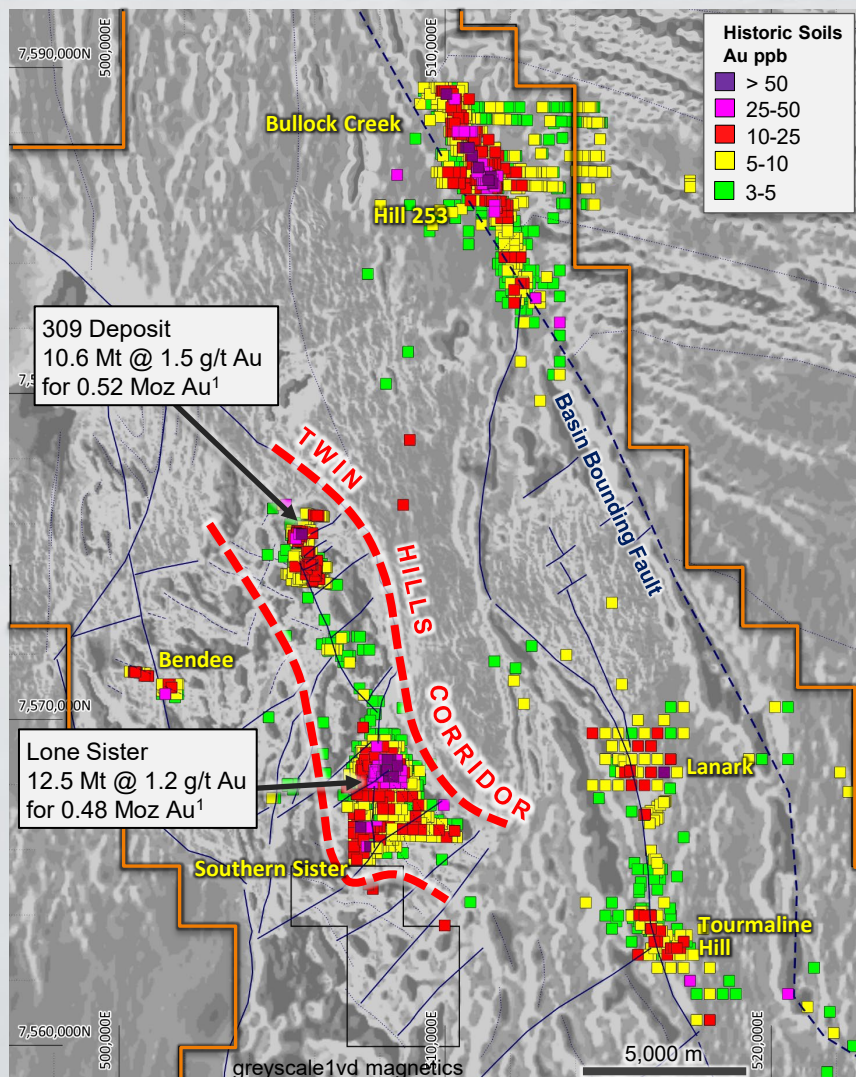 Historic Soils
Au ppb
> 50
25-50
10-25
5-10
3-5
7,590,000N
500,000E
510,000E
Bullock Creek
Hill 253
309 Deposit
10.6 Mt @ 1.5 g/t Au
for 0.52 Moz Au¹
TWIN
HILLS
CORRIDOR
Basin Bounding Fault
Bendee
7,570,000N
Lone Sister
12.5 Mt @ 1.2 g/t Au
for 0.48 Moz Au¹
Lanark
Southern Sister
Tourmaline
Hill
7,560,000N
500,000E
510,000E
520,000E
5,000 m
greyscale1vd magnetics